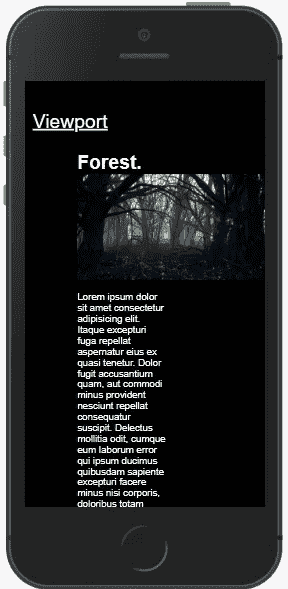 Viewport
Forest.
Lorem ipsum dolor
sit amet consectetur
adipisicing elit.
Itaque excepturi
fuga repellat
aspernatur eius ex
quasi tenetur. Dolor
fugit accusantium
quam, aut commodi
minus provident
nesciunt repellat
consequatur
suscipit. Delectus
mollitia odit, cumque
eum laborum error
qui ipsum ducimus
quibusdam sapiente
excepturi facere
minus nisi corporis,
doloribus totam